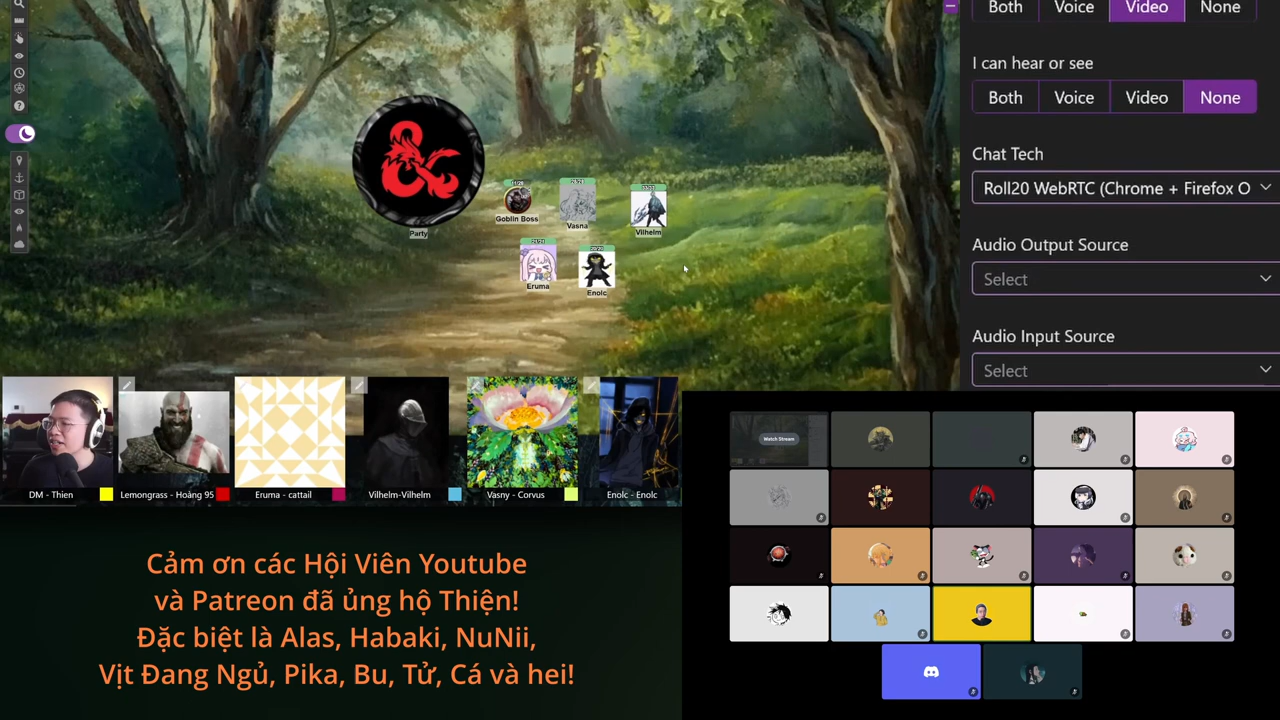 Both Voice Video None
I can hear or see
Both Voice Video None
Chat Tech
Roll20 WebRTC (Chrome + Firefox O
Audio Output Source
Select
Audio Input Source
Select
Party
Goblin Boss
Vasna
Vilhelm
Eruma
Enolc
DM - Thien
Lemongrass - Hoàng 95
Eruma - cattail
Vilhelm-Vilhelm
Vasny - Corvus
Enolc - Enolc
Watch Stream
Cảm ơn các Hội Viên Youtube
và Patreon đã ủng hộ Thiện!
Đặc biệt là Alas, Habaki, NuNii,
Vịt Đang Ngủ, Pika, Bu, Tử, Cá và hei!